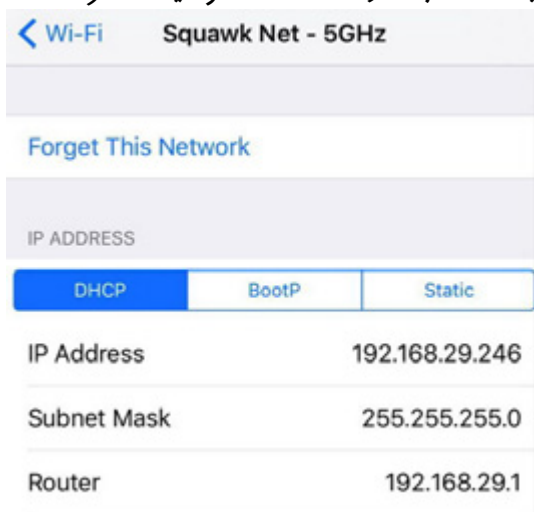 Wi-Fi Squawk Net - 5GHz
Forget This Network
IP ADDRESS
DHCP BootP Static
IP Address 192.168.29.246
Subnet Mask 255.255.255.0
Router 192.168.29.1